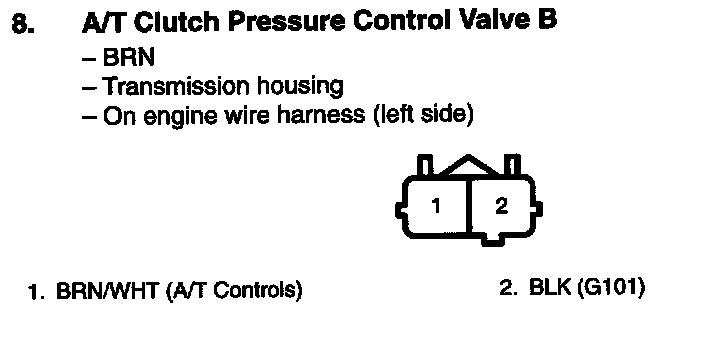 8. A/T Clutch Pressure Control Valve B
– BRN
– Transmission housing
– On engine wire harness (left side)
1 2
1. BRN/WHT (A/T Controls) 2. BLK (G101)